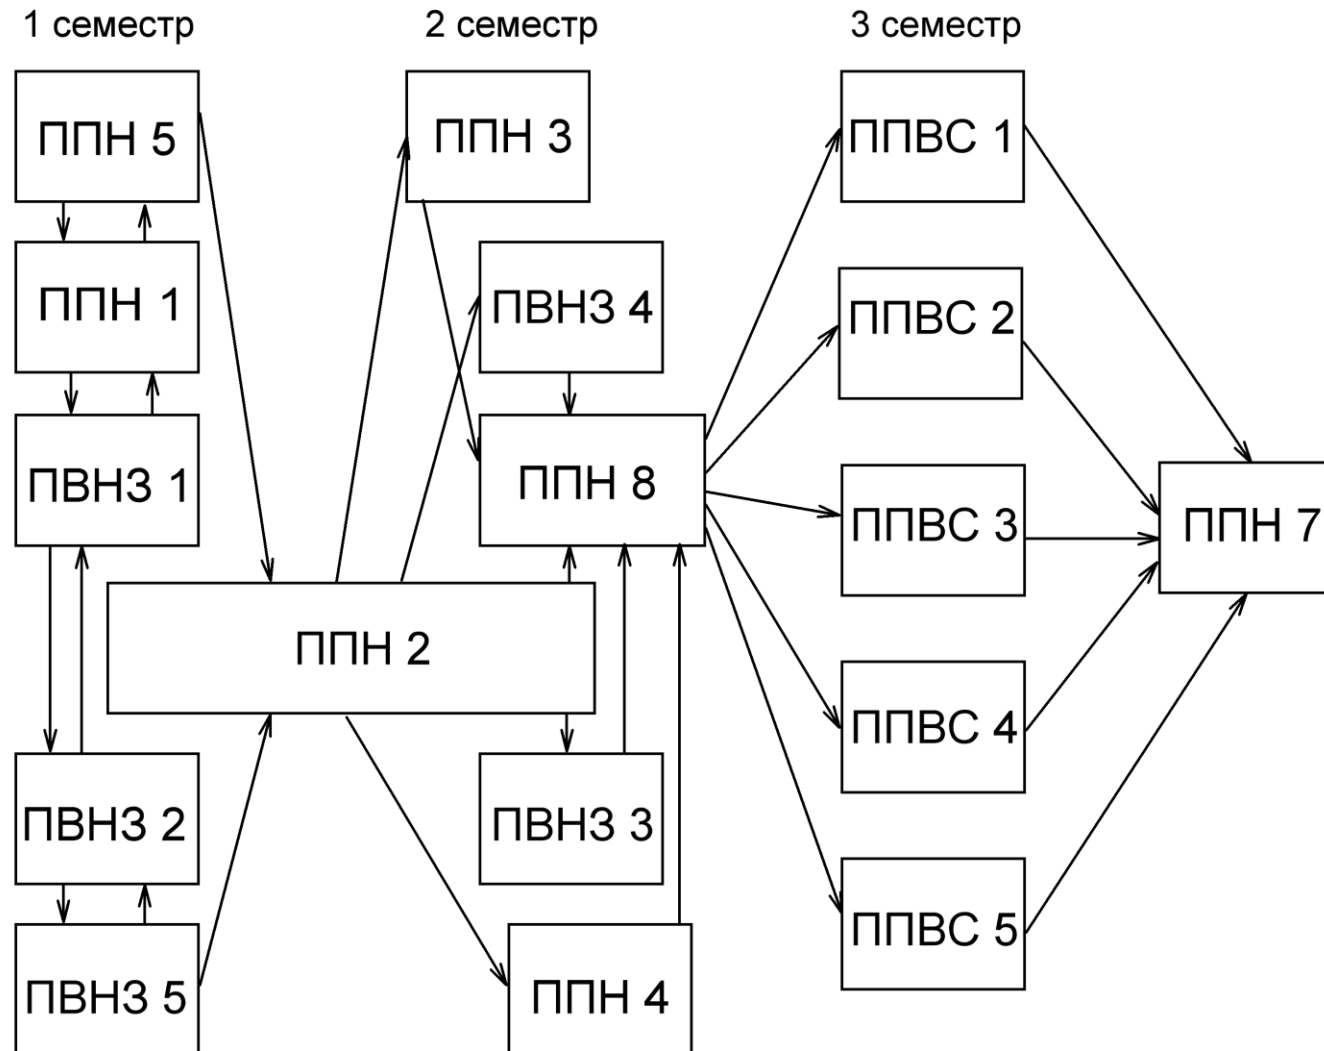 1 семестр
2 семестр
3 семестр
ППН 5
ППН 3
ППВС 1
ППН 1
ПВНЗ 4
ППВС 2
ПВНЗ 1
ППН 8
ППВС 3
ППН 7
ППН 2
ППВС 4
ПВНЗ 2
ПВНЗ 3
ППВС 5
ПВНЗ 5
ППН 4